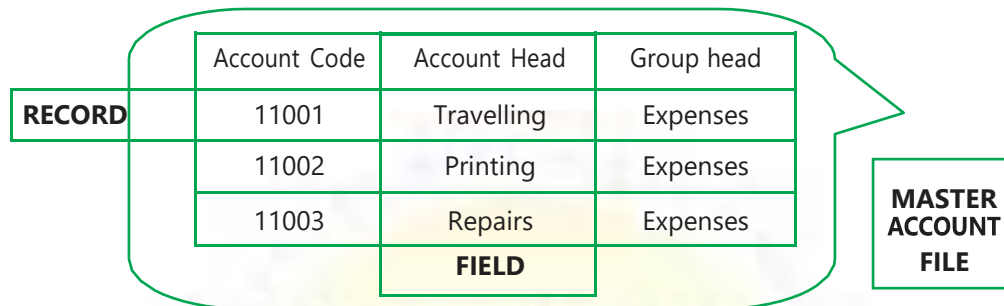 Account Code Account Head Group head
RECORD 11001 Travelling Expenses
11002 Printing Expenses
11003 Repairs Expenses
FIELD
MASTER
ACCOUNT
FILE